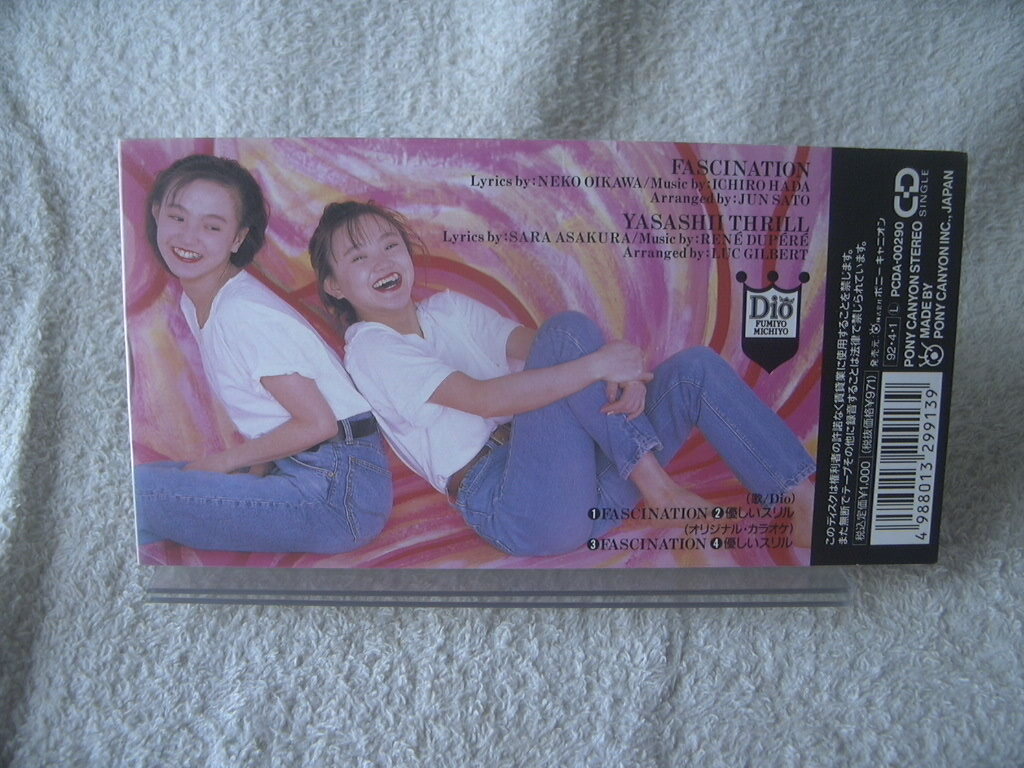 FASCINATION
Lyrics by:NEKO OIKAWA/Music by:ICHIRO HADA
Arranged by:JUN SATO
YASASHII THRILL
Lyrics by:SARA ASAKURA/Music by:RENÉ DUPÉRÉ
Arranged by:LUC GILBERT
Dio
FUMIYO
MICHIYO
(歌/Dio)
❶FASCINATION ❷優しいスリル
(オリジナル・カラオケ)
❸FASCINATION ❹優しいスリル
このディスクは権利者の許諾なく賃貸業に使用することを禁じます。
また無断でテープその他に録音することは法律で禁じられています。
税込定価¥1,000 (税抜価格¥971)
発売元 ポニーキャニオン
92・4・1 L PCDA-00290
CD SINGLE
PONY CANYON STEREO
MADE BY
PONY CANYON INC., JAPAN
4 988013 299139